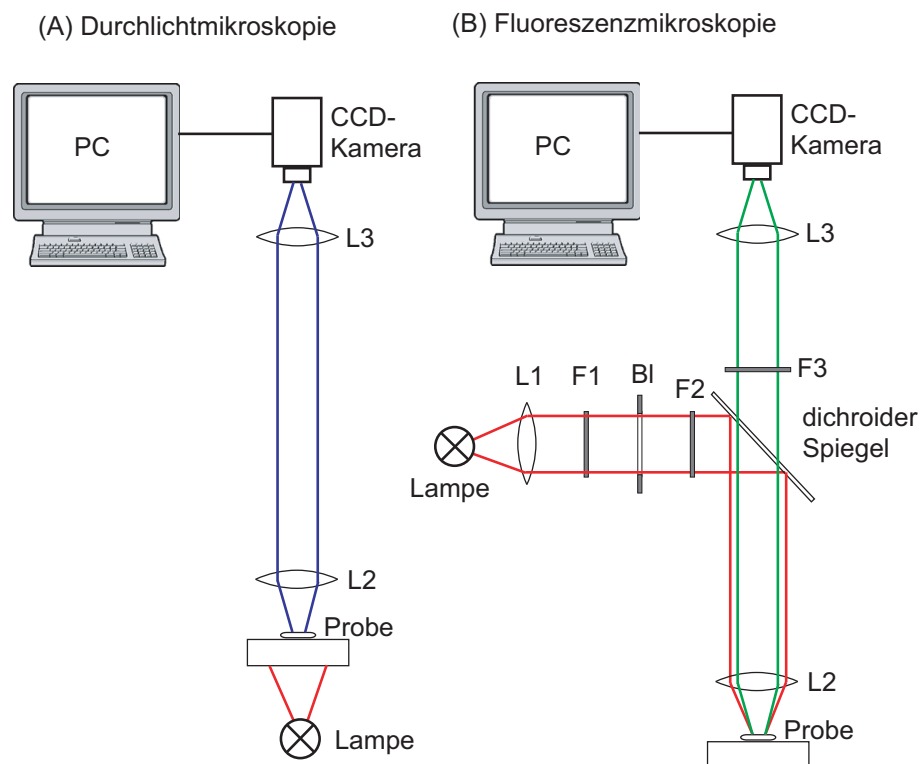 (A) Durchlichtmikroskopie
PC
CCD-
Kamera
L3
L2
Probe
Lampe
(B) Fluoreszenzmikroskopie
PC
CCD-
Kamera
L3
F3
L1
F1
Bl
F2
dichroider
Spiegel
Lampe
L2
Probe